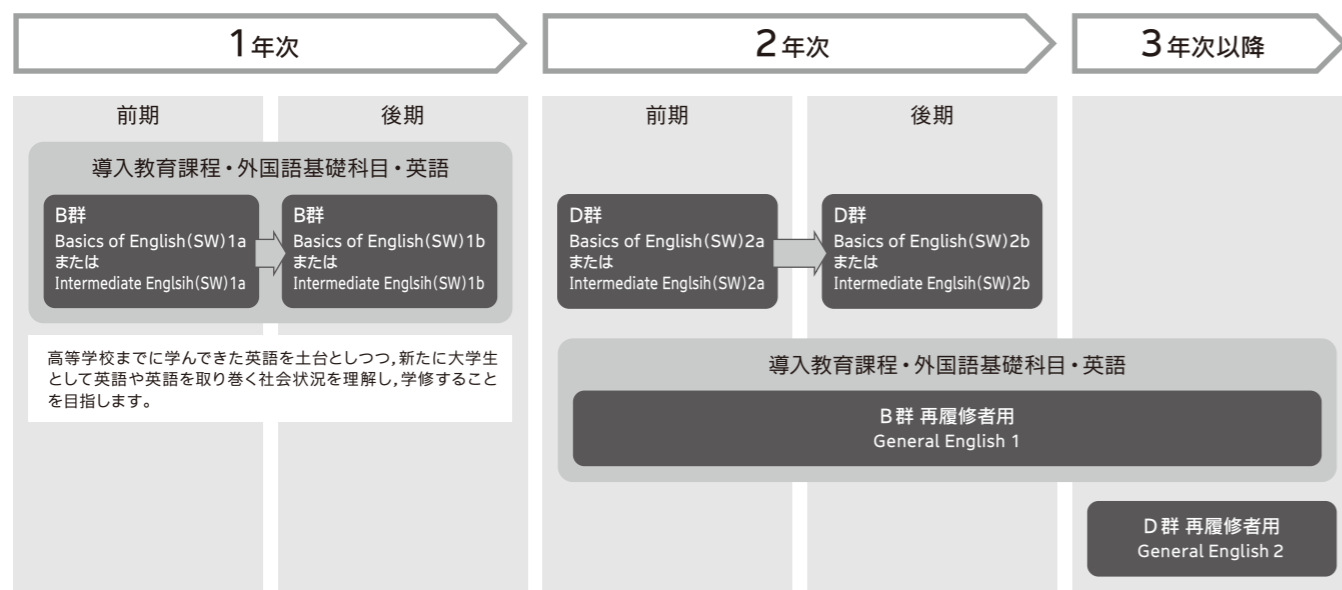 1年次
2年次
3年次以降
前期
後期
前期
後期
導入教育課程・外国語基礎科目・英語
B群
Basics of English(SW)1a
または
Intermediate Englsih(SW)1a
B群
Basics of English(SW)1b
または
Intermediate Englsih(SW)1b
D群
Basics of English(SW)2a
または
Intermediate Englsih(SW)2a
D群
Basics of English(SW)2b
または
Intermediate Englsih(SW)2b
高等学校までに学んできた英語を土台としつつ,新たに大学生
として英語や英語を取り巻く社会状況を理解し,学修すること
を目指します。
導入教育課程・外国語基礎科目・英語
B群 再履修者用
General English 1
D群 再履修者用
General English 2